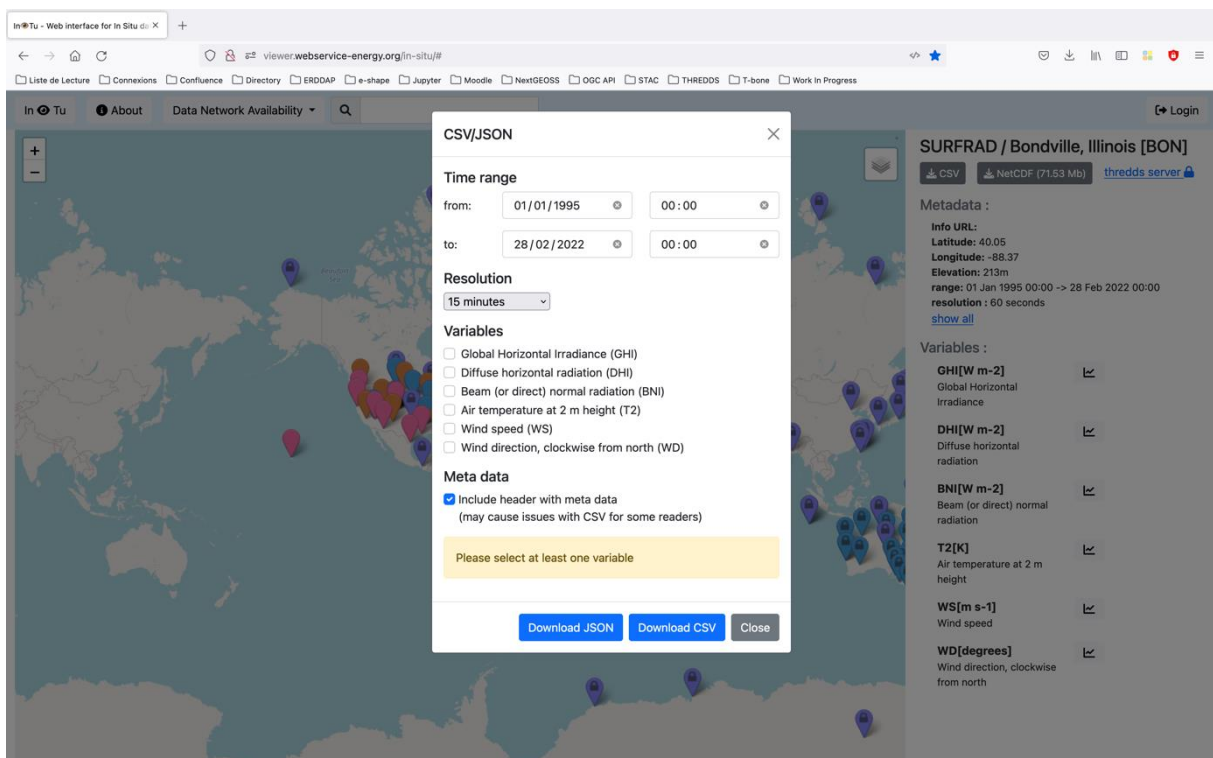 In👁Tu - Web interface for In Situ da
viewer.webservice-energy.org/in-situ/#
Liste de Lecture Connexions Confluence Directory ERDDAP e-shape Jupyter Moodle NextGEOSS OGC API STAC THREDDS T-bone Work In Progress
In 👁 Tu About Data Network Availability Login
CSV/JSON
Time range
from: 01/01/1995 00:00
to: 28/02/2022 00:00
Resolution
15 minutes
Variables
Global Horizontal Irradiance (GHI)
Diffuse horizontal radiation (DHI)
Beam (or direct) normal radiation (BNI)
Air temperature at 2 m height (T2)
Wind speed (WS)
Wind direction, clockwise from north (WD)
Meta data
Include header with meta data
(may cause issues with CSV for some readers)
Please select at least one variable
Download JSON Download CSV Close
SURFRAD / Bondville, Illinois [BON]
CSV NetCDF (71.53 Mb) thredds server
Metadata :
Info URL:
Latitude: 40.05
Longitude: -88.37
Elevation: 213m
range: 01 Jan 1995 00:00 -> 28 Feb 2022 00:00
resolution : 60 seconds
show all
Variables :
GHI[W m-2]
Global Horizontal
Irradiance
DHI[W m-2]
Diffuse horizontal
radiation
BNI[W m-2]
Beam (or direct) normal
radiation
T2[K]
Air temperature at 2 m
height
WS[m s-1]
Wind speed
WD[degrees]
Wind direction, clockwise
from north